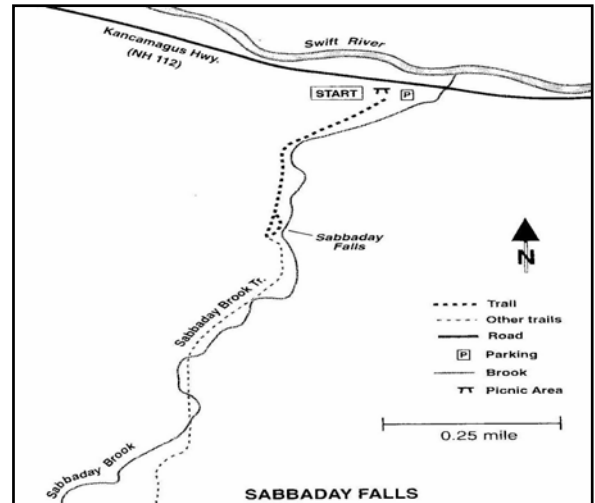 Swift River
Kancamagus Hwy.
(NH 112)
START
P
Sabbaday
Falls
N
Sabbaday Brook Tr.
Trail
Other trails
Road
P Parking
Brook
Picnic Area
0.25 mile
Sabbaday Brook
SABBADAY FALLS